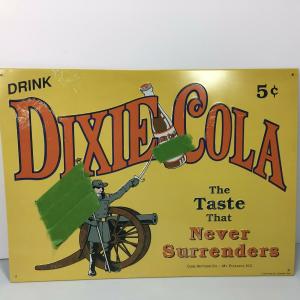 DRINK
5¢
DIXIE COLA
The
Taste
That
Never
Surrenders